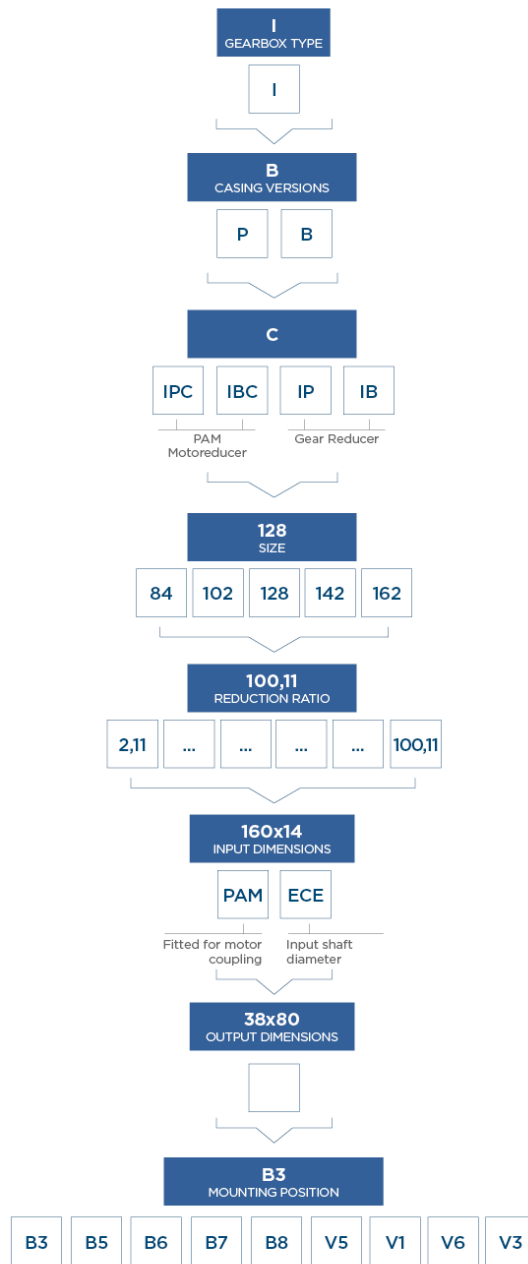 I
GEARBOX TYPE
I
B
CASING VERSIONS
P B
C
IPC IBC IP IB
PAM Gear Reducer
Motoreducer
128
SIZE
84 102 128 142 162
100,11
REDUCTION RATIO
2,11 ... ... ... ... 100,11
160x14
INPUT DIMENSIONS
PAM ECE
Fitted for motor Input shaft
coupling diameter
38x80
OUTPUT DIMENSIONS
B3
MOUNTING POSITION
B3 B5 B6 B7 B8 V5 V1 V6 V3